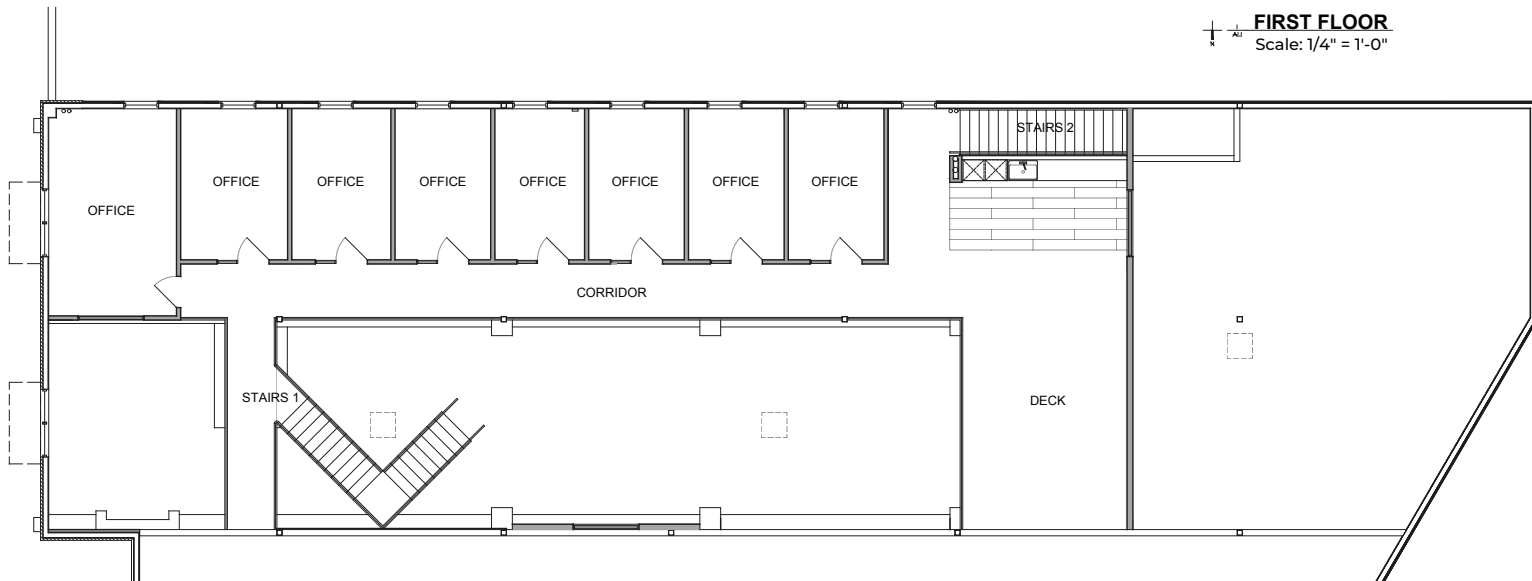 FIRST FLOOR
Scale: 1/4" = 1'-0"
N
STAIRS 2
OFFICE
OFFICE
OFFICE
OFFICE
OFFICE
OFFICE
OFFICE
OFFICE
CORRIDOR
STAIRS 1
DECK